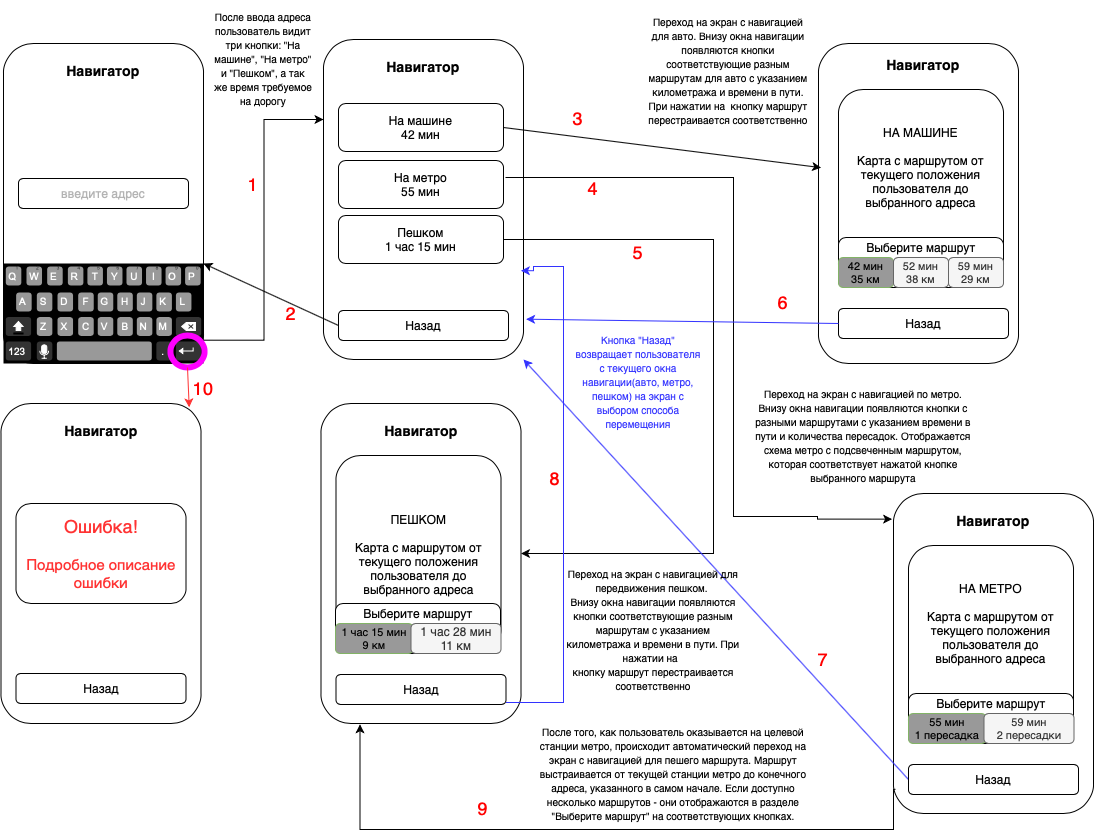 После ввода адреса
пользователь видит
три кнопки: "На
машине", "На метро"
и "Пешком", а так
же время требуемое
на дорогу
Переход на экран с навигацией
для авто. Внизу окна навигации
появляются кнопки
соответствующие разным
маршрутам для авто с указанием
километража и времени в пути.
При нажатии на кнопку маршрут
перестраивается соответственно
Навигатор
введите адрес
Q W E R T Y U I O P
A S D F G H J K L
Z X C V B N M
123 .
1
2
Навигатор
На машине
42 мин
На метро
55 мин
Пешком
1 час 15 мин
Назад
3
4
5
6
Навигатор
НА МАШИНЕ
Карта с маршрутом от
текущего положения
пользователя до
выбранного адреса
Выберите маршрут
42 мин
35 км
52 мин
38 км
59 мин
29 км
Назад
Кнопка "Назад"
возвращает пользователя
с текущего окна
навигации(авто, метро,
пешком) на экран с
выбором способа
перемещения
10
Навигатор
Ошибка!
Подробное описание
ошибки
Назад
Навигатор
ПЕШКОМ
Карта с маршрутом от
текущего положения
пользователя до
выбранного адреса
Выберите маршрут
1 час 15 мин
9 км
1 час 28 мин
11 км
Назад
8
Переход на экран с навигацией для
передвижения пешком.
Внизу окна навигации появляются
кнопки соответствующие разным
маршрутам с указанием
километража и времени в пути. При
нажатии на
кнопку маршрут перестраивается
соответственно
7
Переход на экран с навигацией по метро.
Внизу окна навигации появляются кнопки с
разными маршрутами с указанием времени в
пути и количества пересадок. Отображается
схема метро с подсвеченным маршрутом,
которая соответствует нажатой кнопке
выбранного маршрута
Навигатор
НА МЕТРО
Карта с маршрутом от
текущего положения
пользователя до
выбранного адреса
Выберите маршрут
55 мин
1 пересадка
59 мин
2 пересадки
Назад
9
После того, как пользователь оказывается на целевой
станции метро, происходит автоматический переход на
экран с навигацией для пешего маршрута. Маршрут
выстраивается от текущей станции метро до конечного
адреса, указанного в самом начале. Если доступно
несколько маршрутов - они отображаются в разделе
"Выберите маршрут" на соответствующих кнопках.